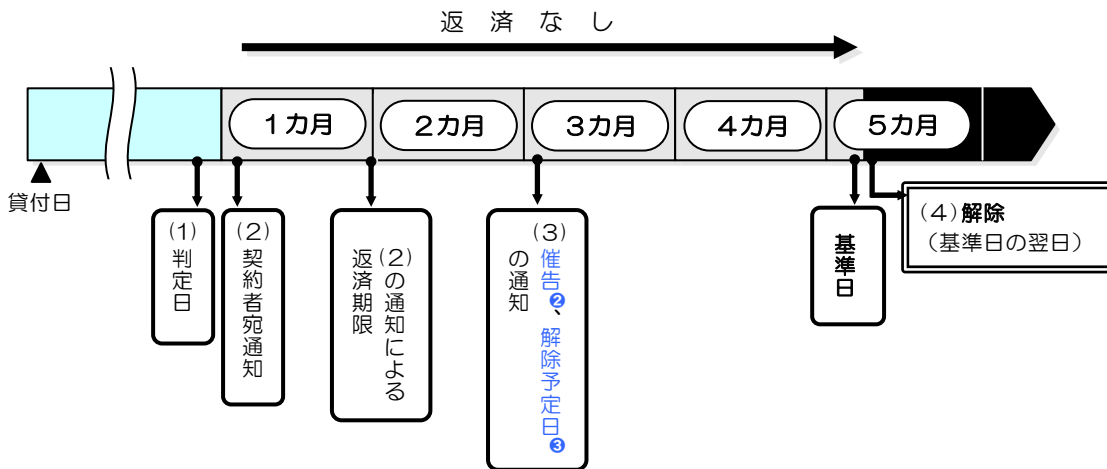 返済なし
1カ月
2カ月
3カ月
4カ月
5カ月
貸付日
(1)
判定日
(2)
契約者宛通知
(2)の通知による
返済期限
(3)
催告❷、解除予定日❸
の通知
基準日
(4)解除
（基準日の翌日）